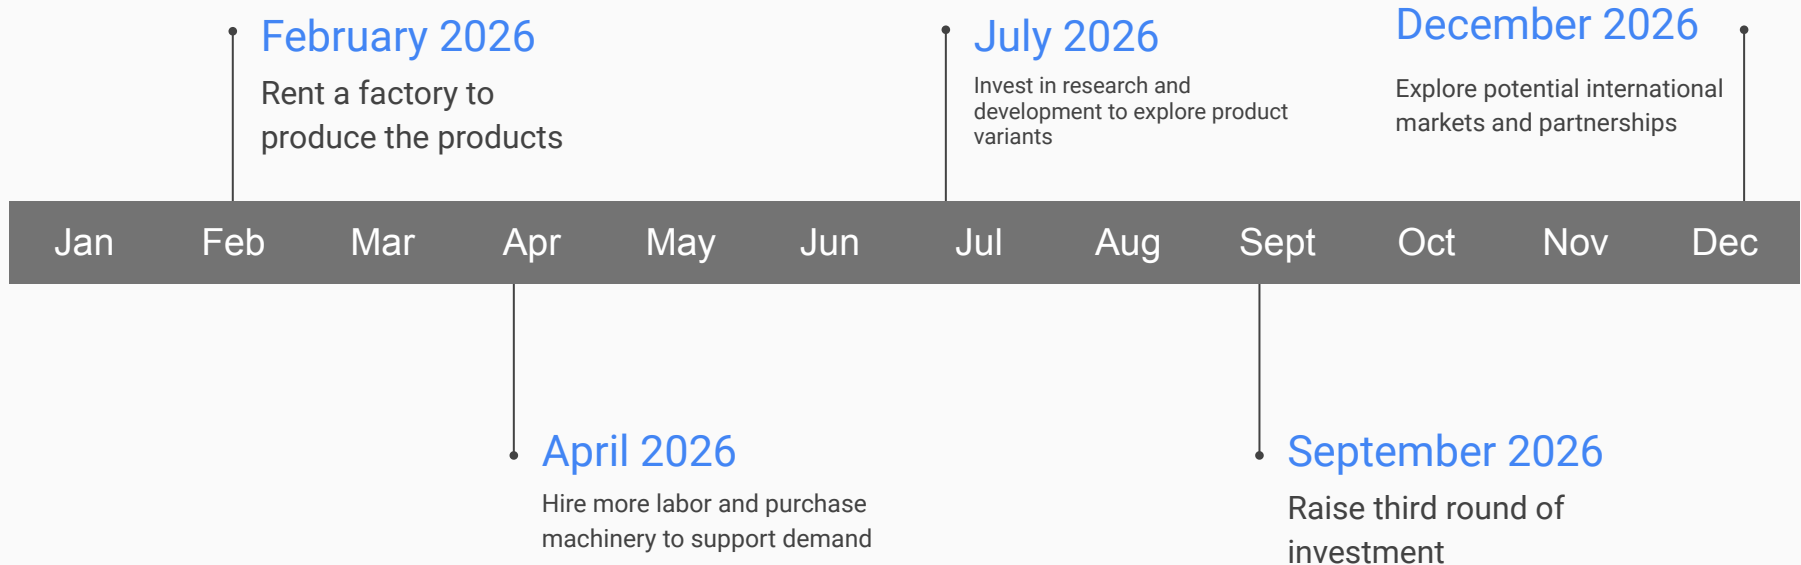 February 2026
Rent a factory to
produce the products
July 2026
Invest in research and
development to explore product
variants
December 2026
Explore potential international
markets and partnerships
Jan Feb Mar Apr May Jun Jul Aug Sept Oct Nov Dec
April 2026
Hire more labor and purchase
machinery to support demand
September 2026
Raise third round of
investment